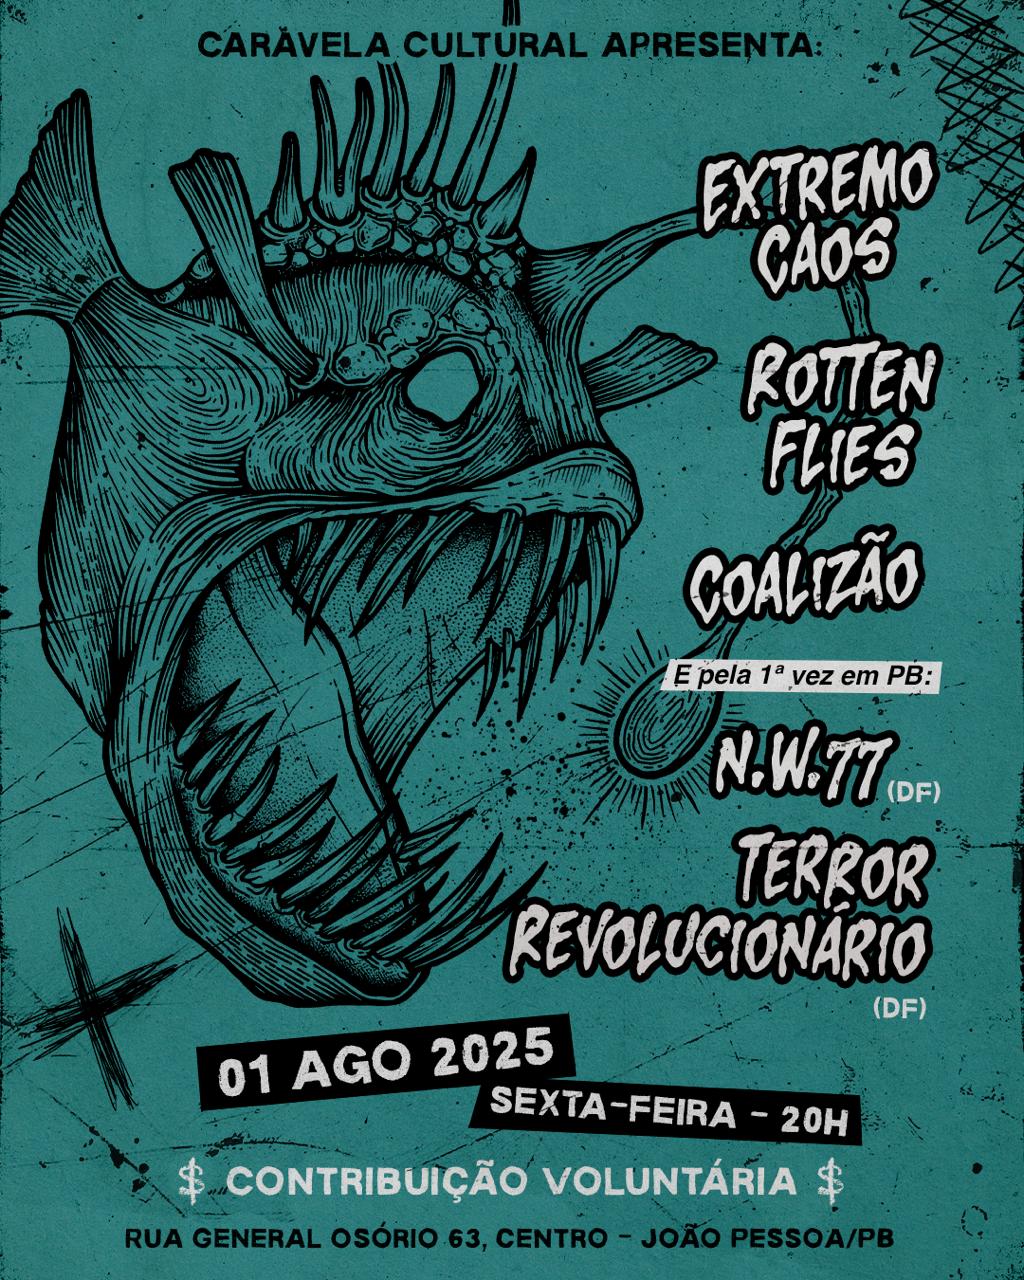 CARAVELA CULTURAL APRESENTA:
EXTREMO
CAOS
ROTTEN
FLIES
COALIZÃO
E pela 1ª vez em PB:
N.W.77 (DF)
TERROR
REVOLUCIONÁRIO
(DF)
01 AGO 2025
SEXTA-FEIRA - 20H
$ CONTRIBUIÇÃO VOLUNTÁRIA $
RUA GENERAL OSÓRIO 63, CENTRO - JOÃO PESSOA/PB